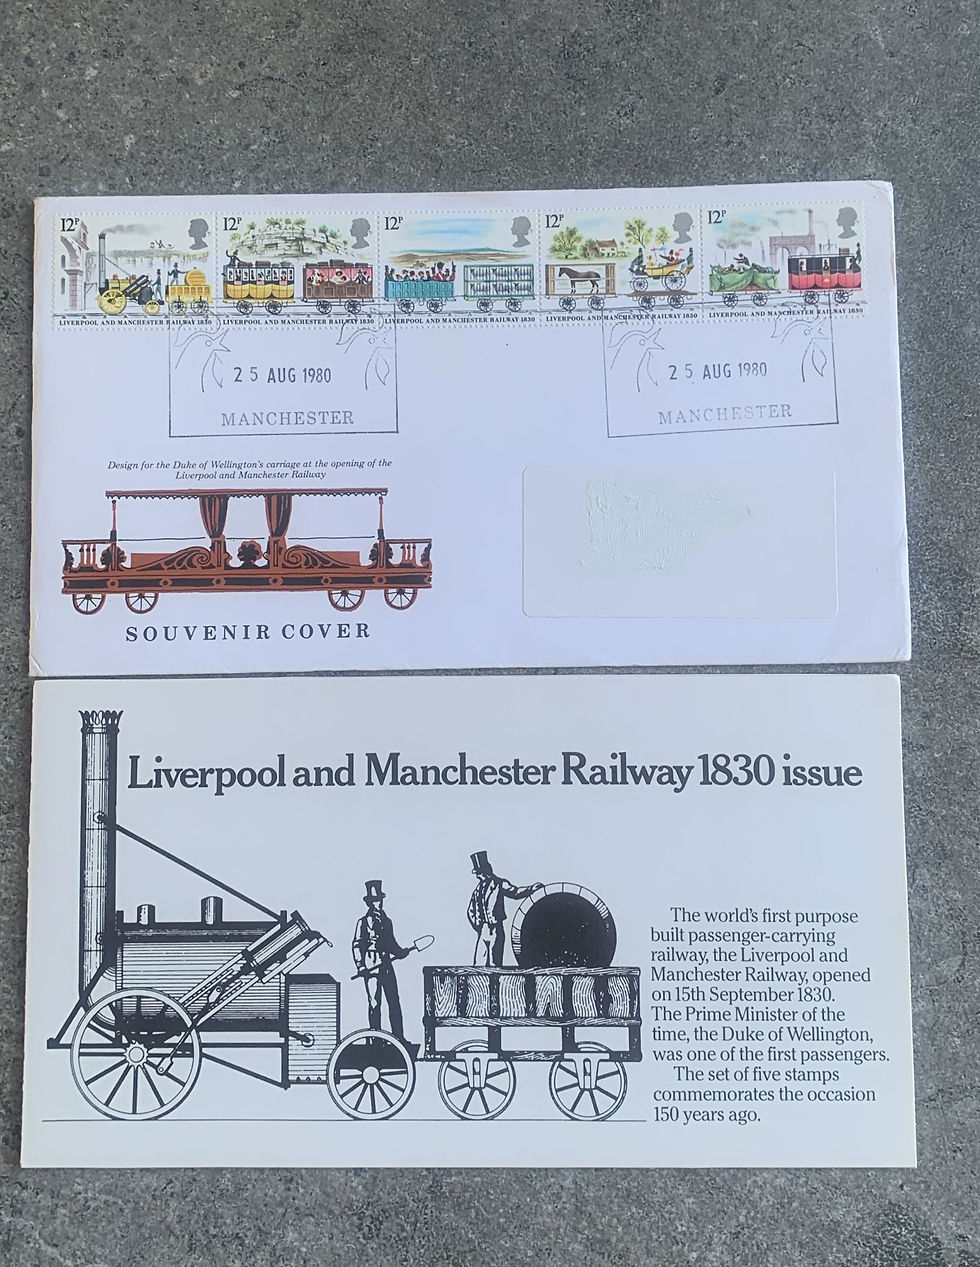 12P 12P 12P 12P 12P
LIVERPOOL AND MANCHESTER RAILWAY 1830 LIVERPOOL AND MANCHESTER RAILWAY 1830 LIVERPOOL AND MANCHESTER RAILWAY 1830 LIVERPOOL AND MANCHESTER RAILWAY 1830 LIVERPOOL AND MANCHESTER RAILWAY 1830
25 AUG 1980
MANCHESTER
25 AUG 1980
MANCHESTER
Design for the Duke of Wellington's carriage at the opening of the
Liverpool and Manchester Railway
SOUVENIR COVER
Liverpool and Manchester Railway 1830 issue
The world's first purpose
built passenger-carrying
railway, the Liverpool and
Manchester Railway, opened
on 15th September 1830.
The Prime Minister of the
time, the Duke of Wellington,
was one of the first passengers.
The set of five stamps
commemorates the occasion
150 years ago.